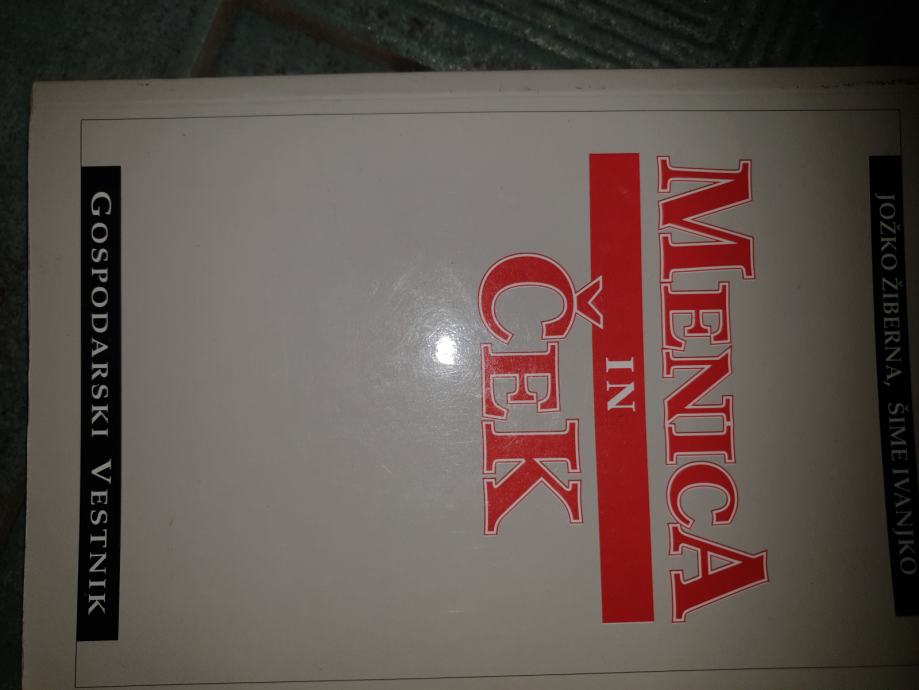 JOŽKO ŽIBERNA, ŠIME IVANJKO
MENICA
IN
ČEK
GOSPODARSKI VESTNIK